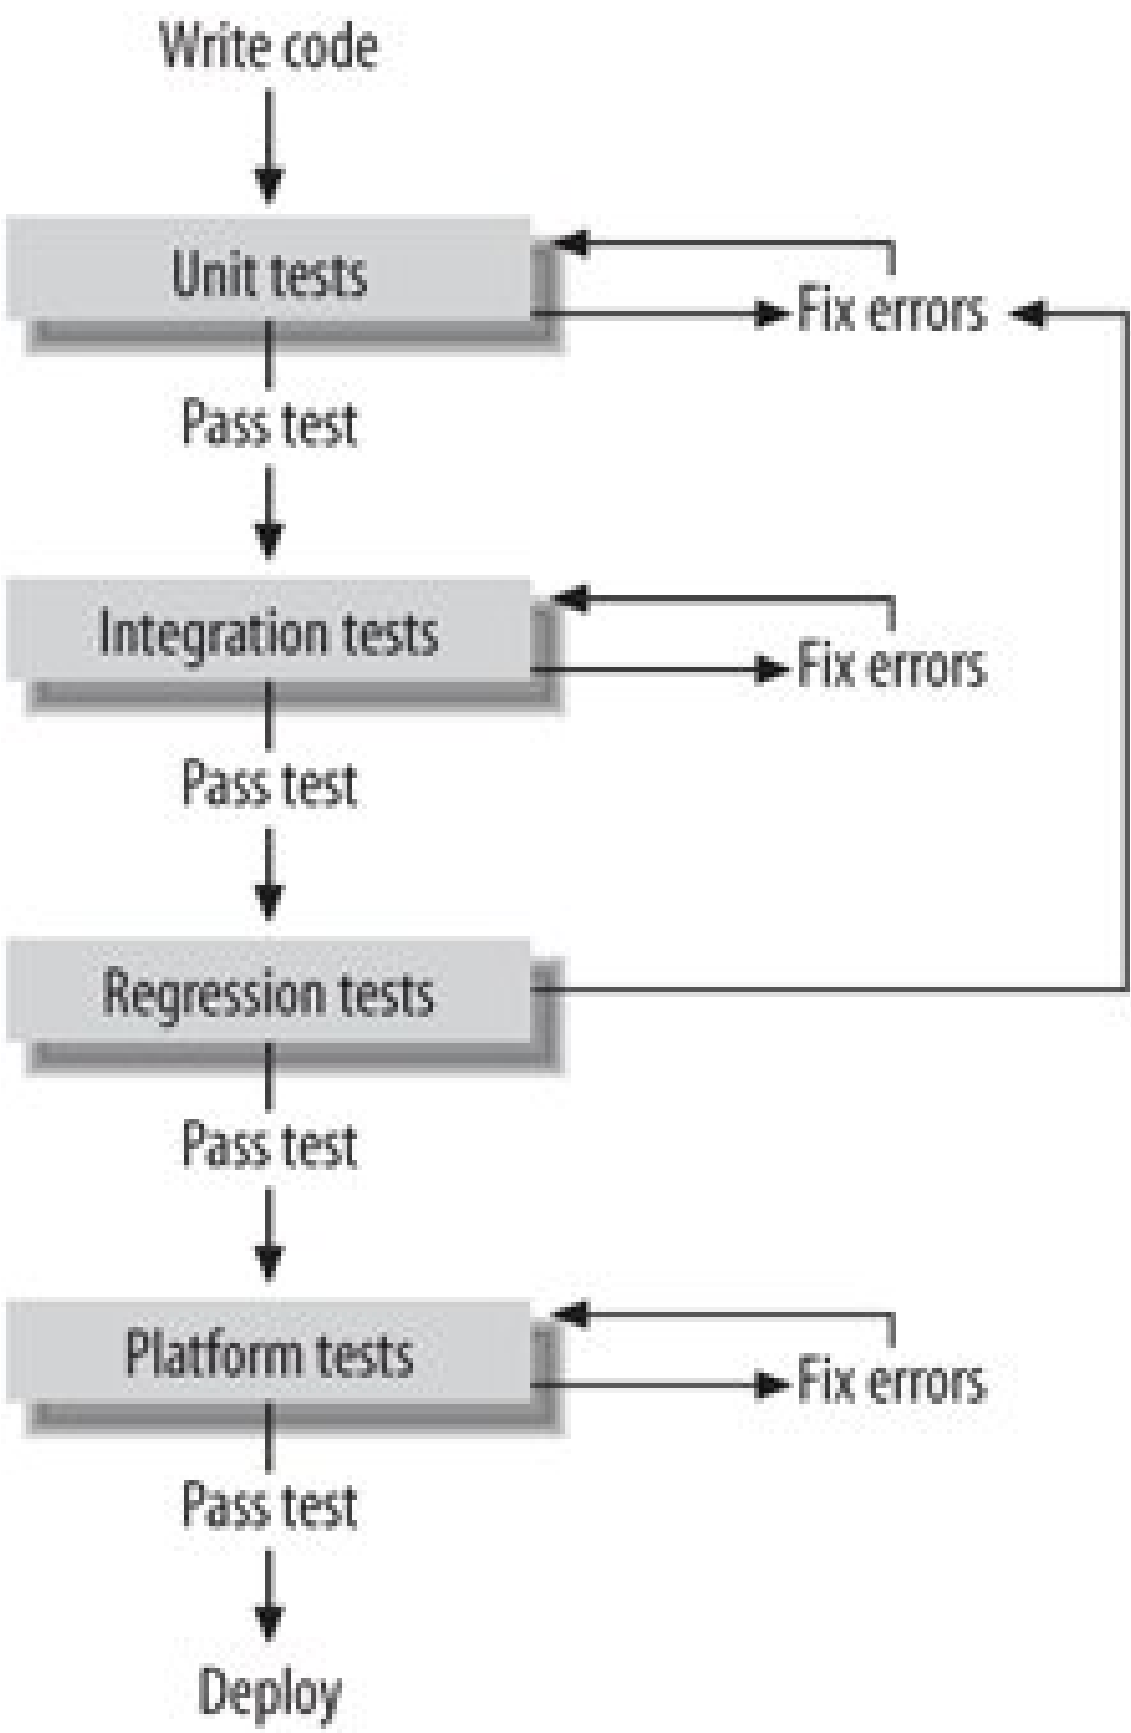 Write code
Unit tests
Fix errors
Pass test
Integration tests
Fix errors
Pass test
Regression tests
Pass test
Platform tests
Fix errors
Pass test
Deploy